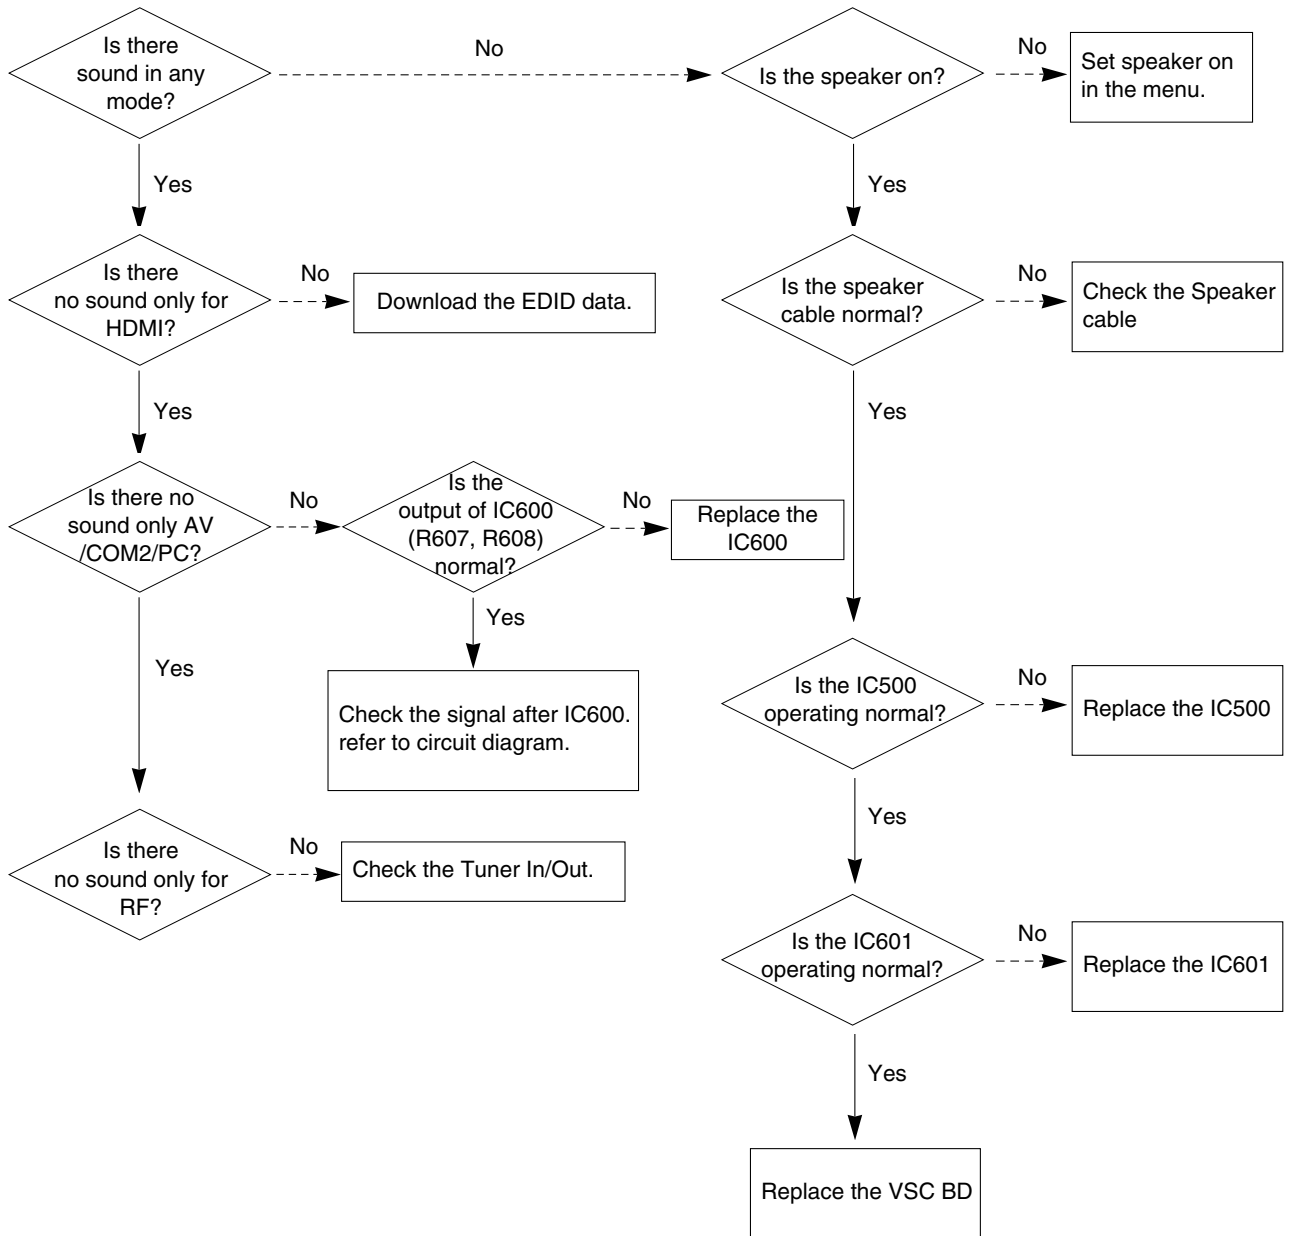 Is there
sound in any
mode?
No
Is the speaker on?
No
Set speaker on
in the menu.
Yes
Yes
Is there
no sound only for
HDMI?
No
Download the EDID data.
Is the speaker
cable normal?
No
Check the Speaker
cable
Yes
Yes
Is there no
sound only AV
/COM2/PC?
No
Is the
output of IC600
(R607, R608)
normal?
No
Replace the
IC600
Yes
Yes
Check the signal after IC600.
refer to circuit diagram.
Is the IC500
operating normal?
No
Replace the IC500
Yes
Is there
no sound only for
RF?
No
Check the Tuner In/Out.
Is the IC601
operating normal?
No
Replace the IC601
Yes
Replace the VSC BD